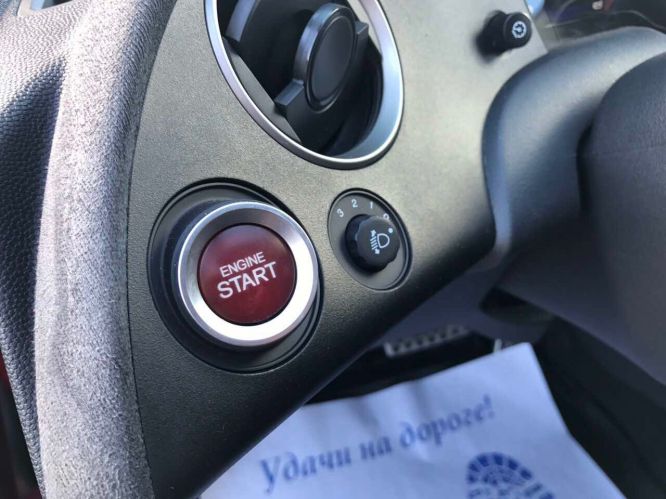 3 2 1 0
ENGINE
START
Удачи на дороге!